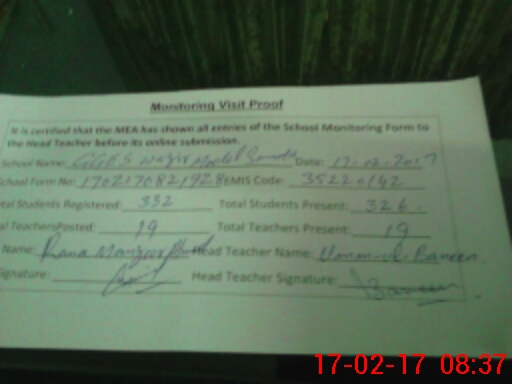 Monitoring Visit Proof
It is certified that the MEA has shown all entries of the School Monitoring Form to
the Head Teacher before its online submission.
School Name: Date: 17-02-2017
School Form No: 170217082192 EMIS Code: 35220142
Total Students Registered: 332 Total Students Present: 326
Total Teachers Posted: 19 Total Teachers Present: 19
Name: Rana Head Teacher Name: Baneen
Signature: Head Teacher Signature:
17-02-17 08:37